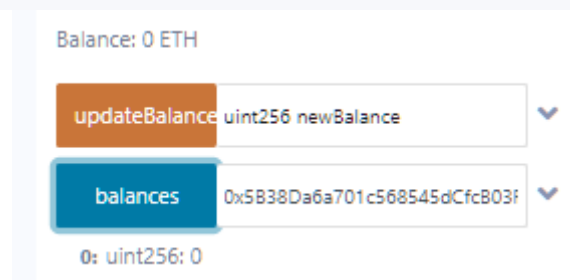 Balance: 0 ETH
updateBalance uint256 newBalance
balances 0x5B38Da6a701c568545dCfcB03F
0: uint256: 0